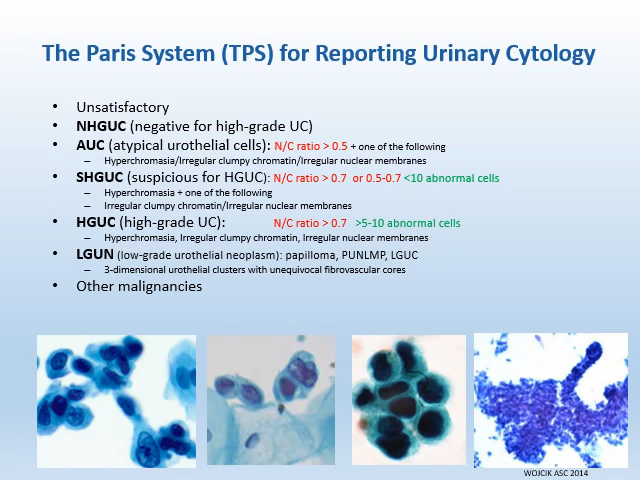 The Paris System (TPS) for Reporting Urinary Cytology
• Unsatisfactory
• NHGUC (negative for high-grade UC)
• AUC (atypical urothelial cells): N/C ratio > 0.5 + one of the following
– Hyperchromasia/Irregular clumpy chromatin/Irregular nuclear membranes
• SHGUC (suspicious for HGUC): N/C ratio > 0.7 or 0.5-0.7 <10 abnormal cells
– Hyperchromasia + one of the following
– Irregular clumpy chromatin/Irregular nuclear membranes
• HGUC (high-grade UC): N/C ratio > 0.7 >5-10 abnormal cells
– Hyperchromasia, Irregular clumpy chromatin, Irregular nuclear membranes
• LGUN (low-grade urothelial neoplasm): papilloma, PUNLMP, LGUC
– 3-dimensional urothelial clusters with unequivocal fibrovascular cores
• Other malignancies
WOJCIK ASC 2014